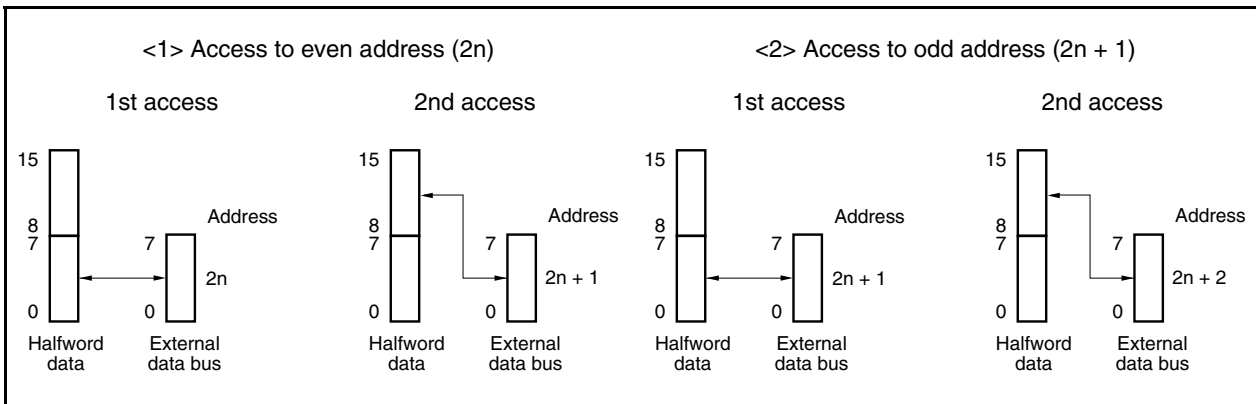 <1> Access to even address (2n)
<2> Access to odd address (2n + 1)
1st access
2nd access
1st access
2nd access
15
8
7
0
7
0
Address
2n
Halfword
data
External
data bus
15
8
7
0
7
0
Address
2n + 1
Halfword
data
External
data bus
15
8
7
0
7
0
Address
2n + 1
Halfword
data
External
data bus
15
8
7
0
7
0
Address
2n + 2
Halfword
data
External
data bus